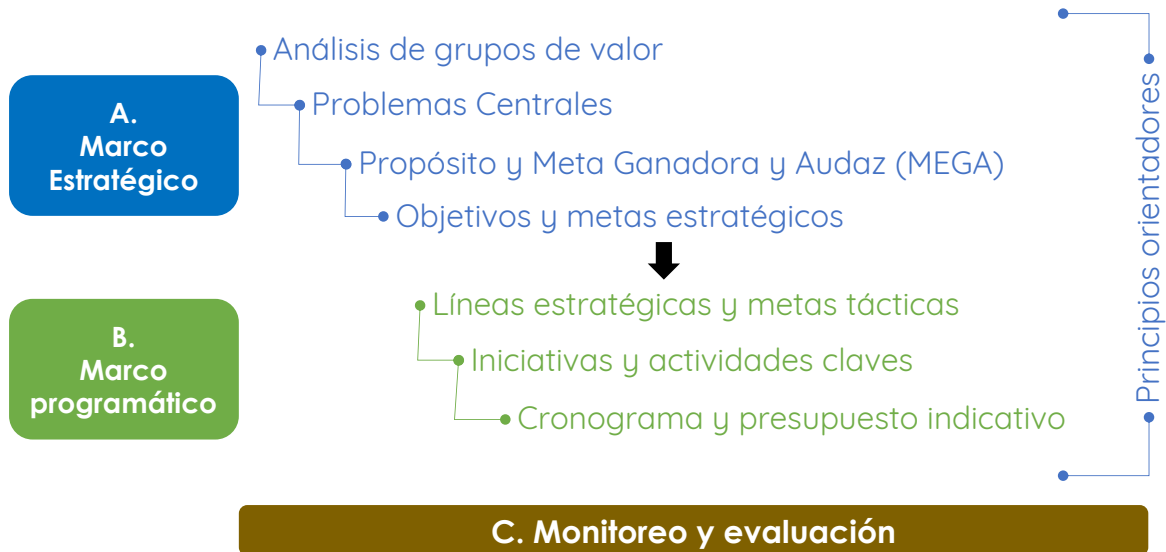 A.
Marco
Estratégico
Análisis de grupos de valor
Problemas Centrales
Propósito y Meta Ganadora y Audaz (MEGA)
Objetivos y metas estratégicos
B.
Marco
programático
Líneas estratégicas y metas tácticas
Iniciativas y actividades claves
Cronograma y presupuesto indicativo
Principios orientadores
C. Monitoreo y evaluación